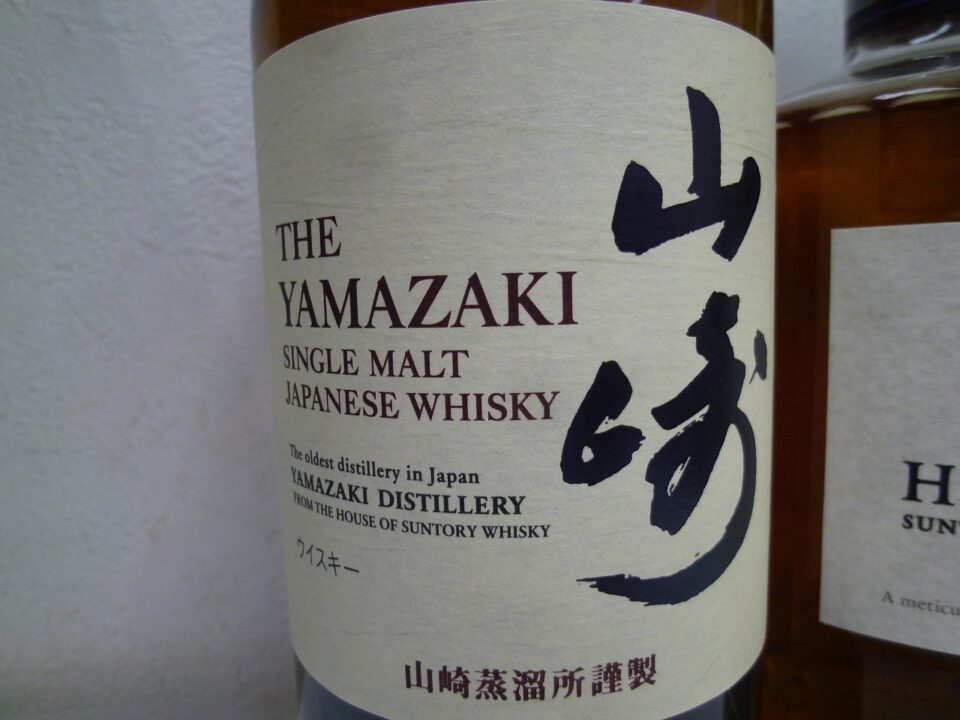 THE
YAMAZAKI
SINGLE MALT
JAPANESE WHISKY
The oldest distillery in Japan
YAMAZAKI DISTILLERY
FROM THE HOUSE OF SUNTORY WHISKY
ウイスキー
山崎
山崎蒸溜所謹製
H
SUN
A meticu